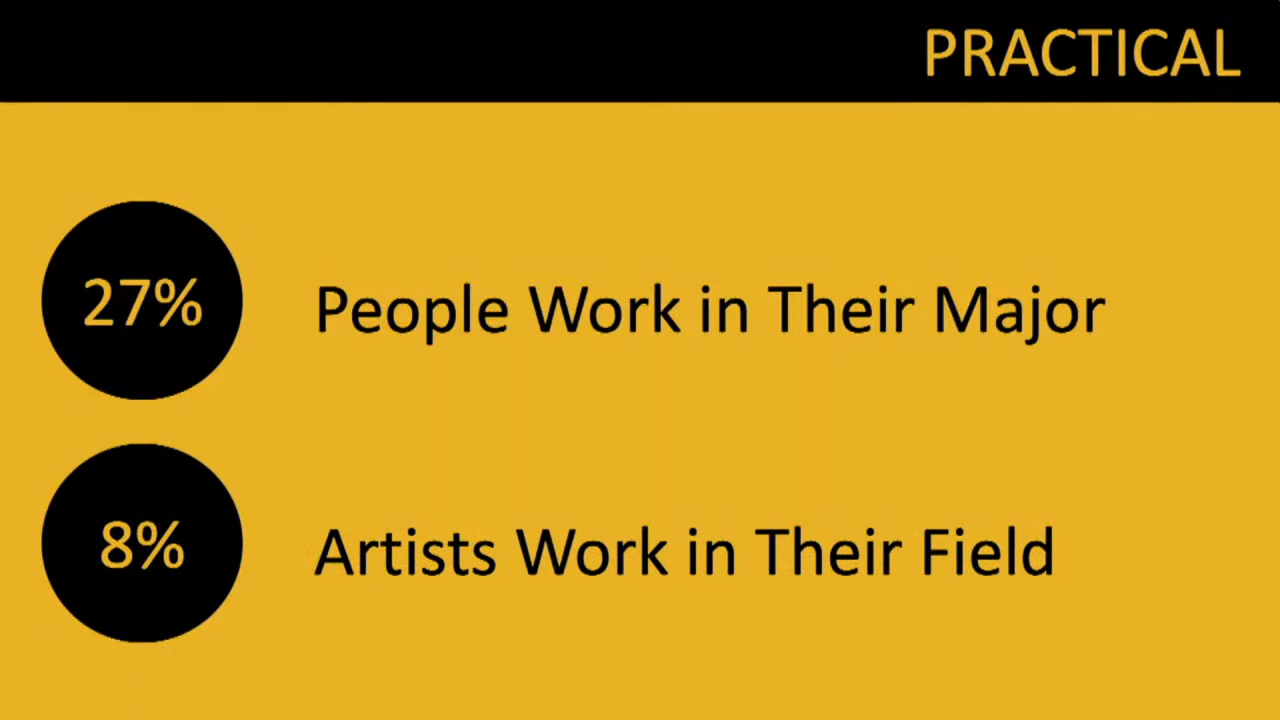 PRACTICAL
27% People Work in Their Major
8% Artists Work in Their Field